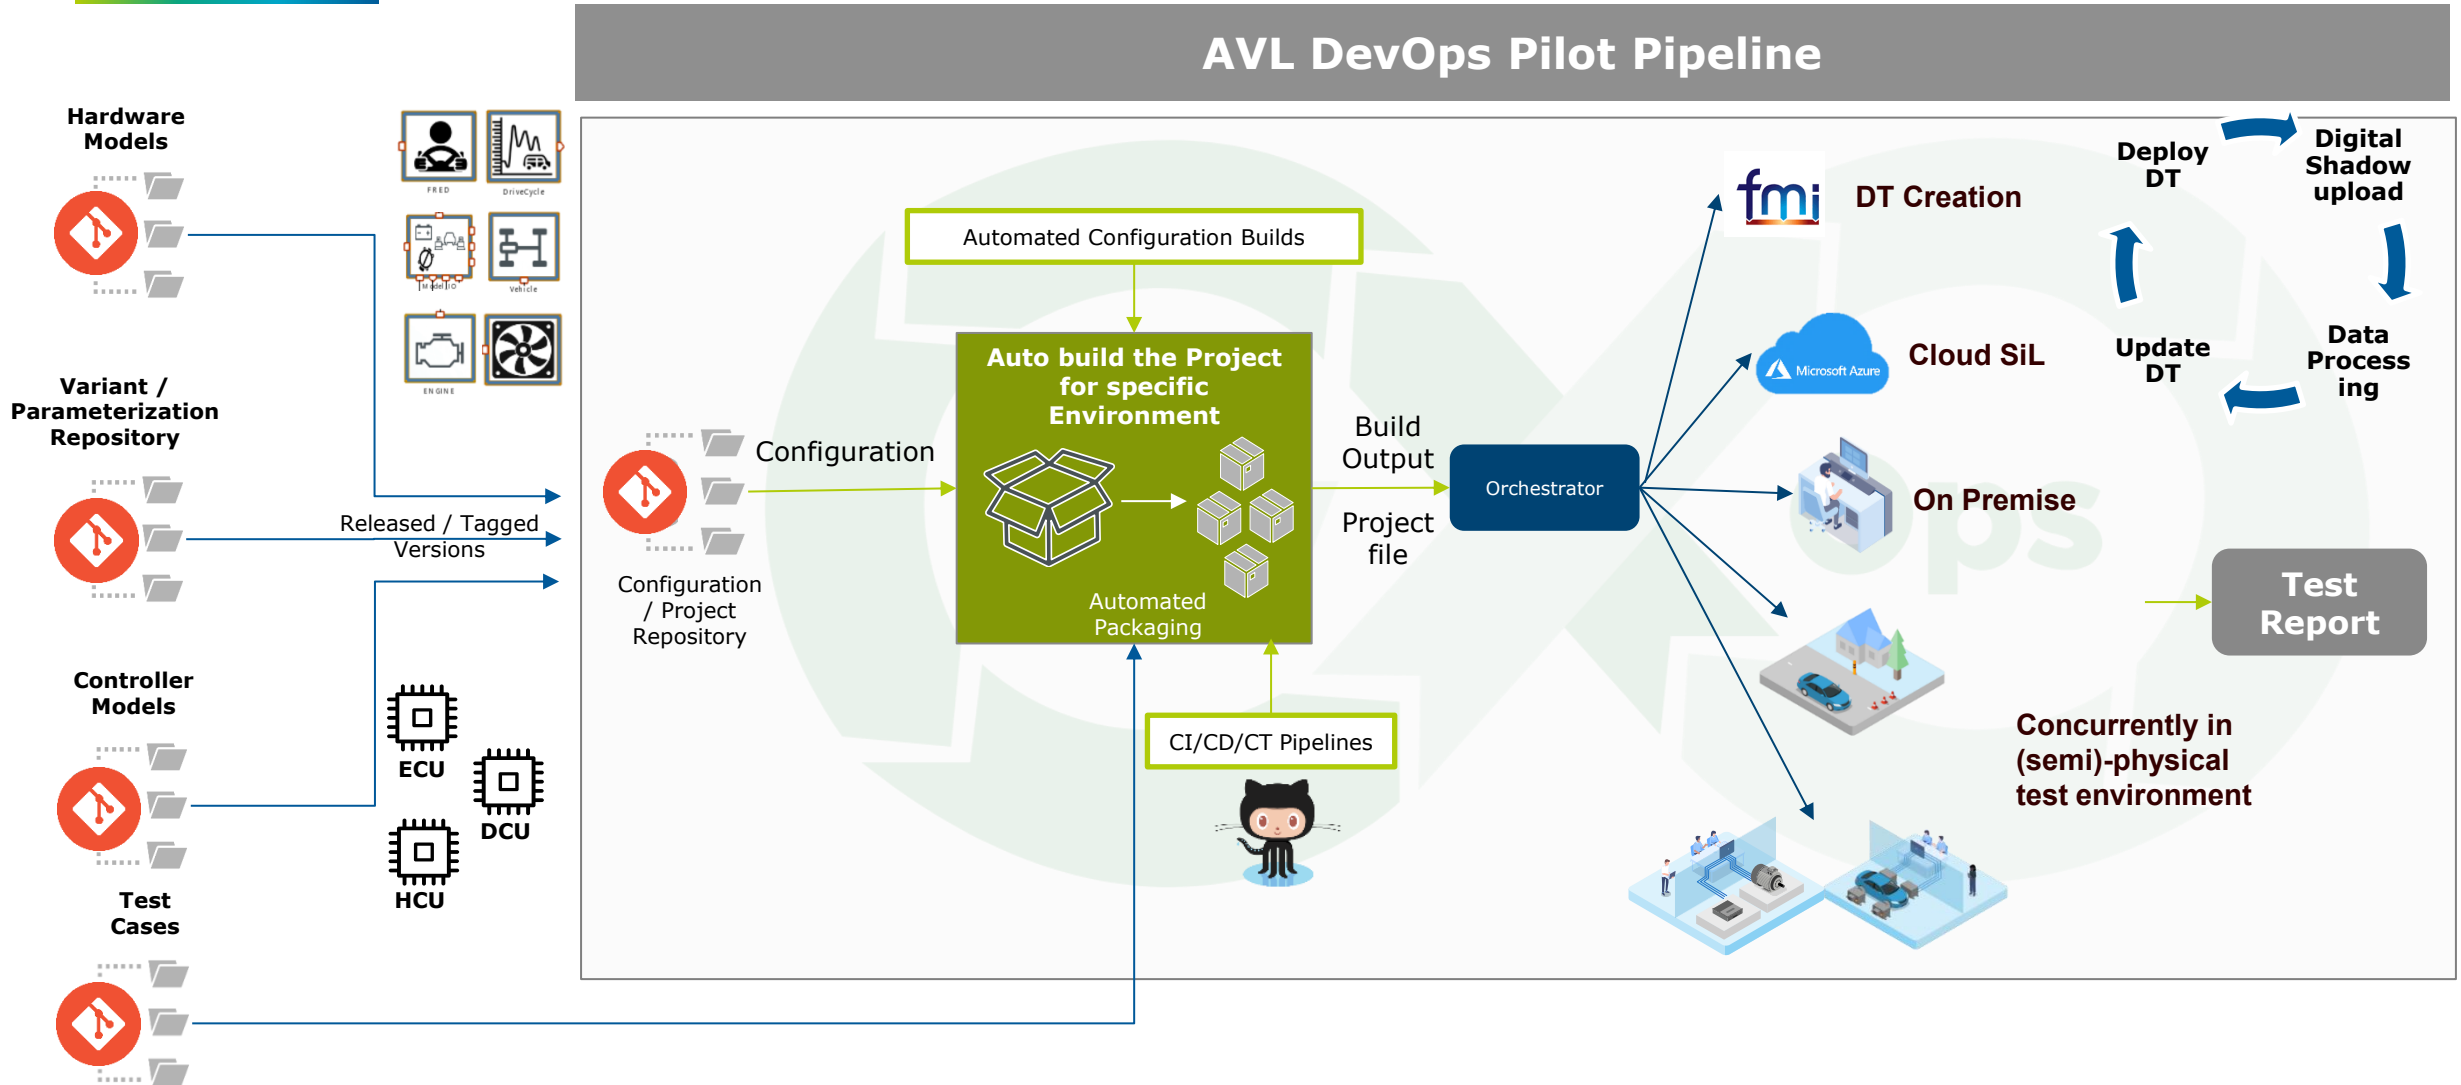 AVL DevOps Pilot Pipeline
Hardware
Models
FRED
DriveCycle
Model IO
Vehicle
ENGINE
Variant /
Parameterization
Repository
Released / Tagged
Versions
Controller
Models
ECU
DCU
HCU
Test
Cases
Configuration
/ Project
Repository
Configuration
Automated Configuration Builds
Auto build the Project
for specific
Environment
Automated
Packaging
CI/CD/CT Pipelines
Build
Output
Project
file
Orchestrator
fmi
DT Creation
Microsoft Azure
Cloud SiL
On Premise
ops
Concurrently in
(semi)-physical
test environment
Deploy
DT
Digital
Shadow
upload
Data
Process
ing
Update
DT
Test
Report